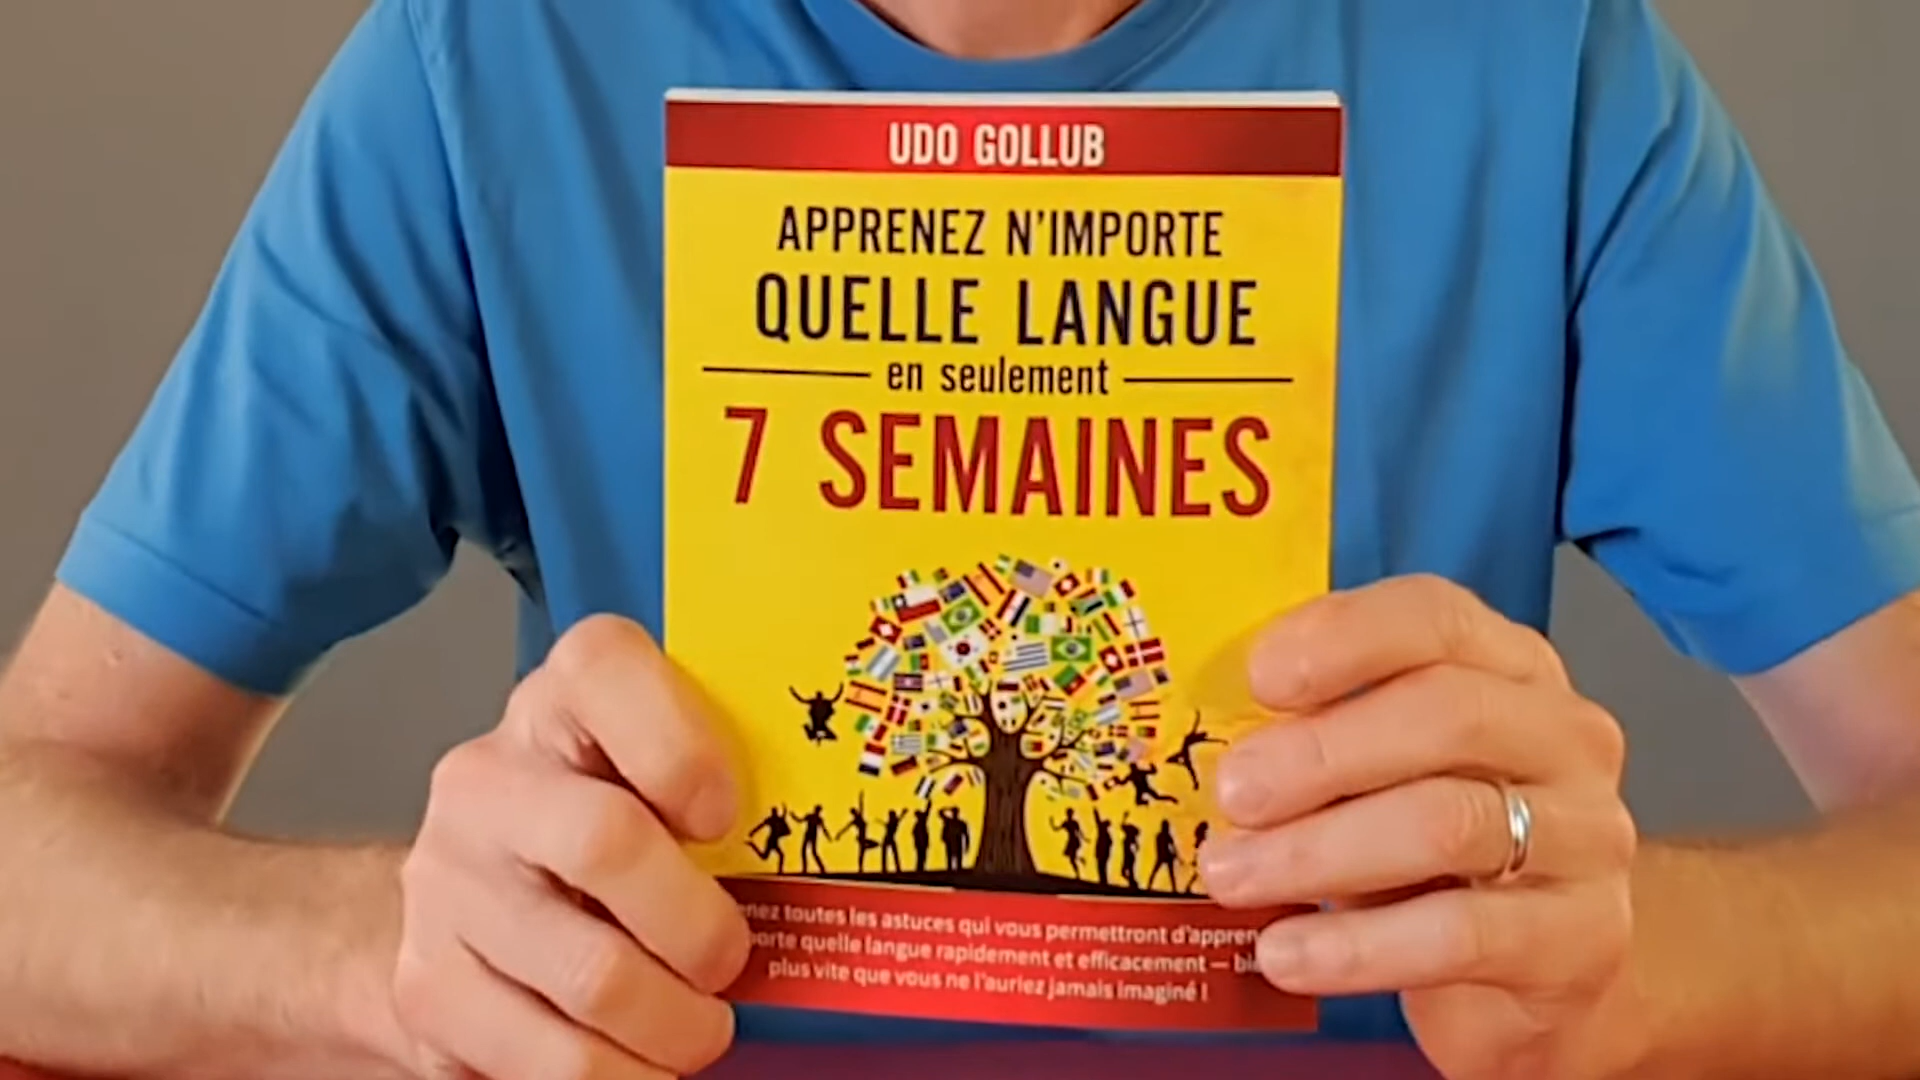 UDO GOLLUB
APPRENEZ N'IMPORTE
QUELLE LANGUE
en seulement
7 SEMAINES
toutes les astuces qui vous permettront
quelle langue rapidement et efficacement —
plus vite que vous ne l'auriez jamais imaginé !